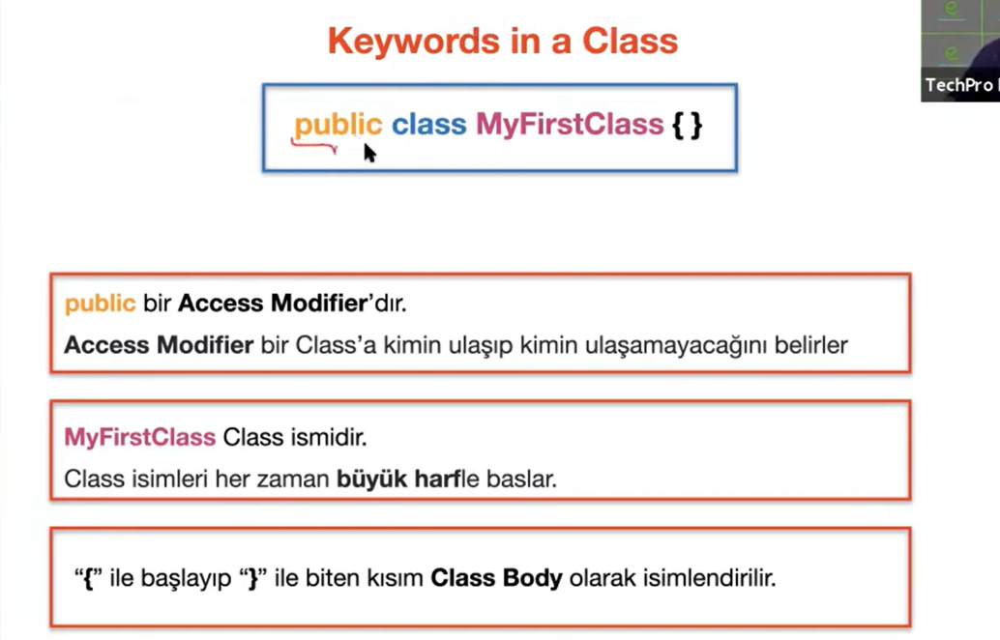 Keywords in a Class
TechPro
public class MyFirstClass { }
public bir Access Modifier’dır.
Access Modifier bir Class’a kimin ulaşıp kimin ulaşamayacağını belirler
MyFirstClass Class ismidir.
Class isimleri her zaman büyük harfle baslar.
“{” ile başlayıp “}” ile biten kısım Class Body olarak isimlendirilir.